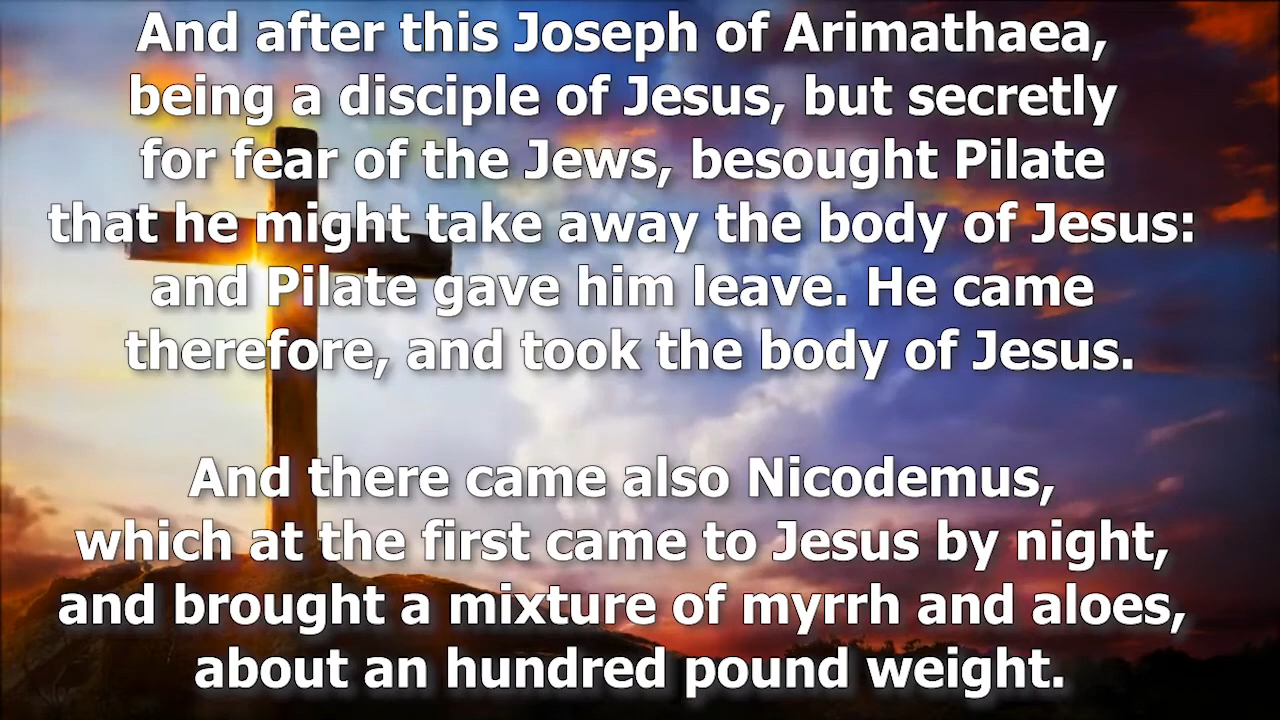 And after this Joseph of Arimathaea,
being a disciple of Jesus, but secretly
for fear of the Jews, besought Pilate
that he might take away the body of Jesus:
and Pilate gave him leave. He came
therefore, and took the body of Jesus.
And there came also Nicodemus,
which at the first came to Jesus by night,
and brought a mixture of myrrh and aloes,
about an hundred pound weight.